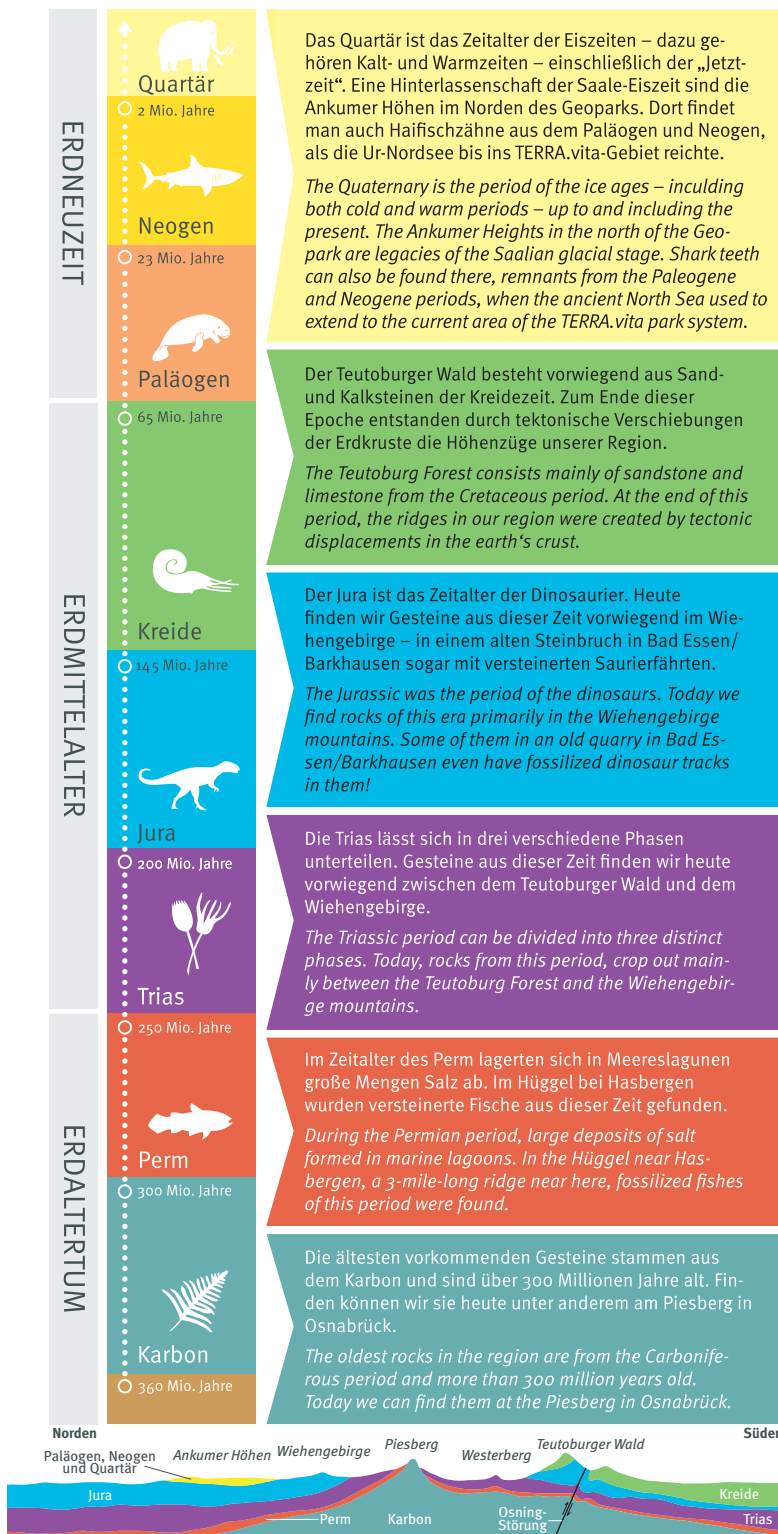 ERDNEUZEIT
Quartär
2 Mio. Jahre
Neogen
23 Mio. Jahre
Paläogen
Das Quartär ist das Zeitalter der Eiszeiten – dazu ge-
hören Kalt- und Warmzeiten – einschließlich der „Jetzt-
zeit“. Eine Hinterlassenschaft der Saale-Eiszeit sind die
Ankumer Höhen im Norden des Geoparks. Dort findet
man auch Haifischzähne aus dem Paläogen und Neogen,
als die Ur-Nordsee bis ins TERRA.vita-Gebiet reichte.
The Quaternary is the period of the ice ages – inculding
both cold and warm periods – up to and including the
present. The Ankumer Heights in the north of the Geo-
park are legacies of the Saalian glacial stage. Shark teeth
can also be found there, remnants from the Paleogene
and Neogene periods, when the ancient North Sea used to
extend to the current area of the TERRA.vita park system.
ERDMITTELALTER
65 Mio. Jahre
Kreide
Der Teutoburger Wald besteht vorwiegend aus Sand-
und Kalksteinen der Kreidezeit. Zum Ende dieser
Epoche entstanden durch tektonische Verschiebungen
der Erdkruste die Höhenzüge unserer Region.
The Teutoburg Forest consists mainly of sandstone and
limestone from the Cretaceous period. At the end of this
period, the ridges in our region were created by tectonic
displacements in the earth‘s crust.
145 Mio. Jahre
Jura
Der Jura ist das Zeitalter der Dinosaurier. Heute
finden wir Gesteine aus dieser Zeit vorwiegend im Wie-
hengebirge – in einem alten Steinbruch in Bad Essen/
Barkhausen sogar mit versteinerten Saurierfährten.
The Jurassic was the period of the dinosaurs. Today we
find rocks of this era primarily in the Wiehengebirge
mountains. Some of them in an old quarry in Bad Es-
sen/Barkhausen even have fossilized dinosaur tracks
in them!
200 Mio. Jahre
Trias
Die Trias lässt sich in drei verschiedene Phasen
unterteilen. Gesteine aus dieser Zeit finden wir heute
vorwiegend zwischen dem Teutoburger Wald und dem
Wiehengebirge.
The Triassic period can be divided into three distinct
phases. Today, rocks from this period, crop out main-
ly between the Teutoburg Forest and the Wiehengebir-
ge mountains.
ERDALTERTUM
250 Mio. Jahre
Perm
Im Zeitalter des Perm lagerten sich in Meereslagunen
große Mengen Salz ab. Im Hüggel bei Hasbergen
wurden versteinerte Fische aus dieser Zeit gefunden.
During the Permian period, large deposits of salt
formed in marine lagoons. In the Hüggel near Has-
bergen, a 3-mile-long ridge near here, fossilized fishes
of this period were found.
300 Mio. Jahre
Karbon
360 Mio. Jahre
Die ältesten vorkommenden Gesteine stammen aus
dem Karbon und sind über 300 Millionen Jahre alt. Fin-
den können wir sie heute unter anderem am Piesberg in
Osnabrück.
The oldest rocks in the region are from the Carbonife-
rous period and more than 300 million years old.
Today we can find them at the Piesberg in Osnabrück.
Norden
Süden
Paläogen, Neogen
und Quartär
Ankumer Höhen
Wiehengebirge
Piesberg
Westerberg
Teutoburger Wald
Jura
Perm
Karbon
Osning-
Störung
Kreide
Trias